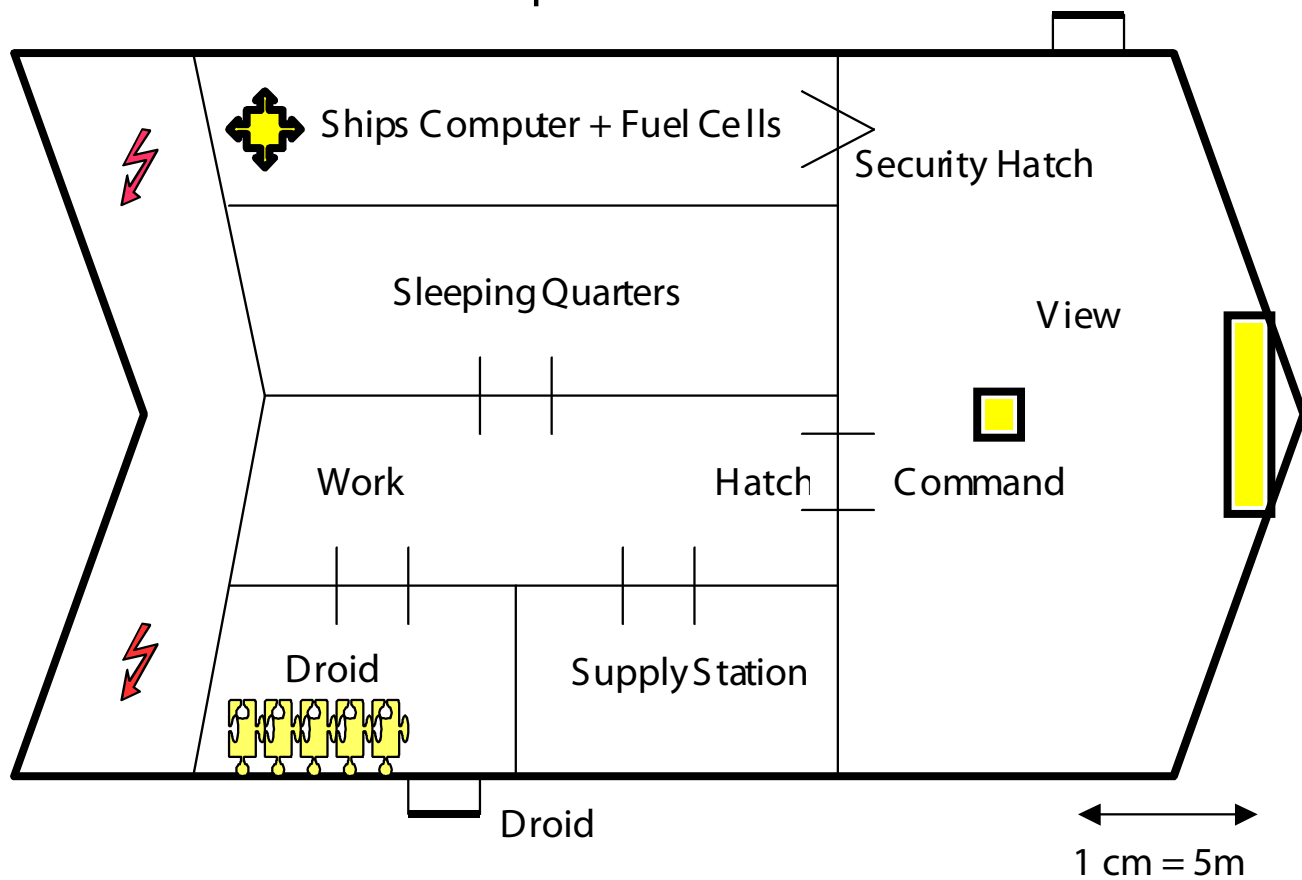 Ships Computer + Fuel Cells
Security Hatch
Sleeping Quarters
View
Work
Hatch
Command
Droid
Supply Station
Droid
1 cm = 5m